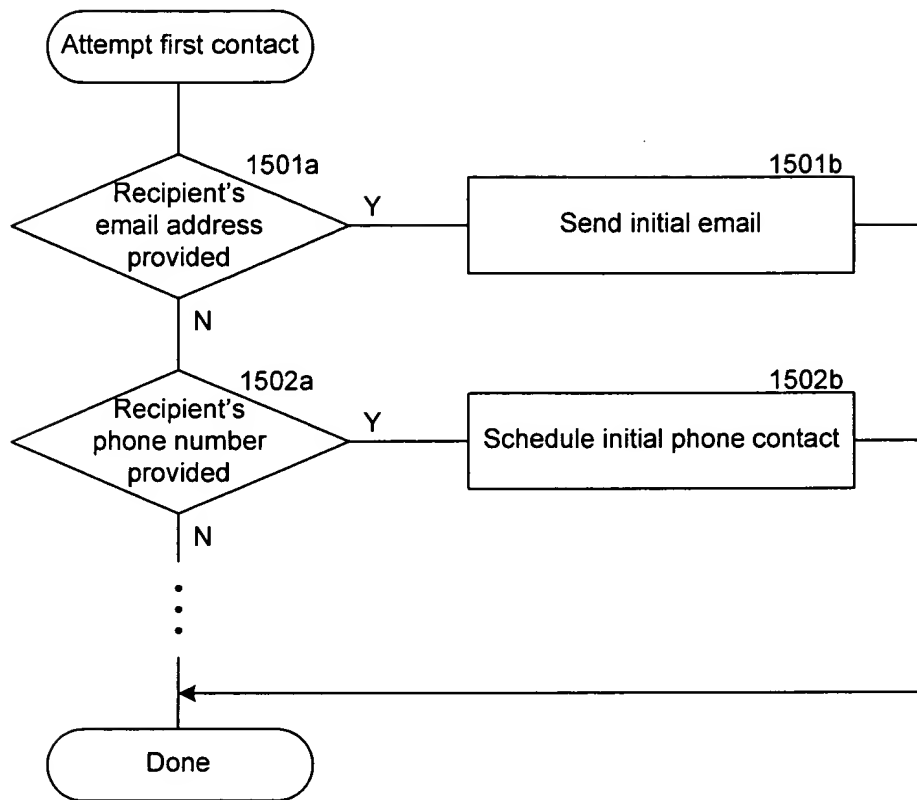 Attempt first contact
1501a
Recipient's
email address
provided
Y
1501b
Send initial email
N
1502a
Recipient's
phone number
provided
Y
1502b
Schedule initial phone contact
N
Done